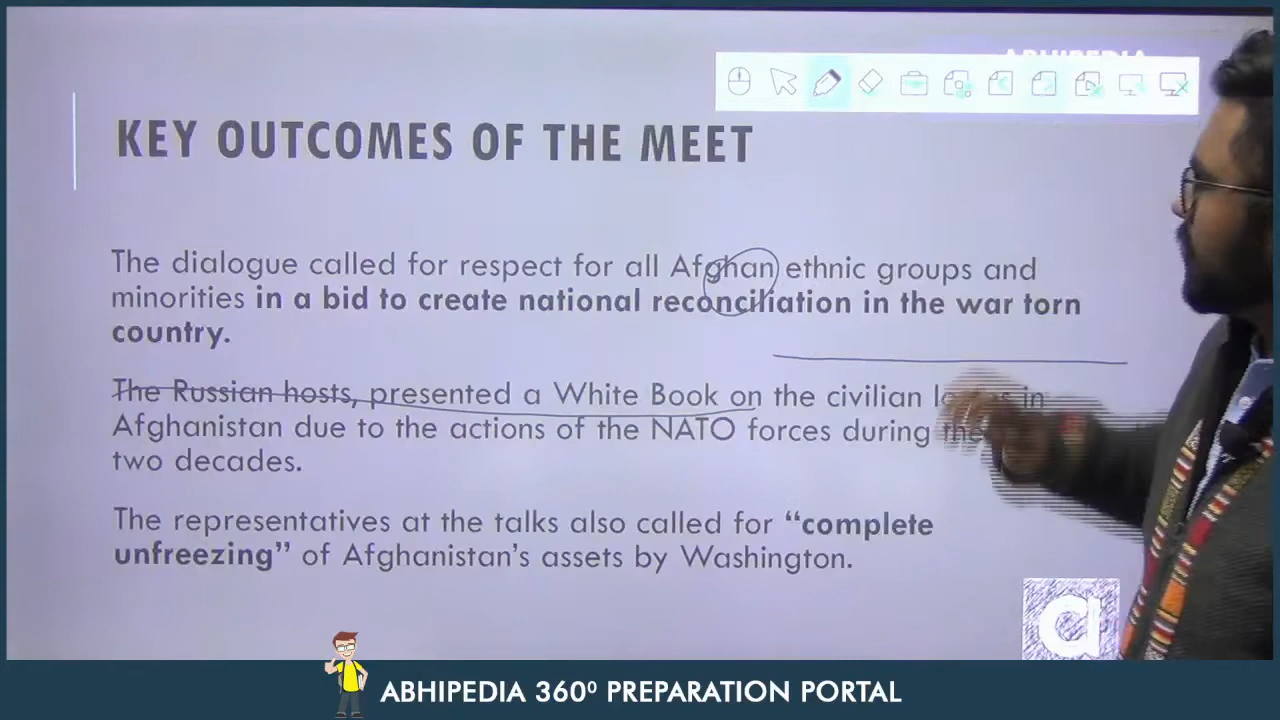 ABHIPEDIA
KEY OUTCOMES OF THE MEET
The dialogue called for respect for all Afghan ethnic groups and
minorities in a bid to create national reconciliation in the war torn
country.
The Russian hosts, presented a White Book on the civilian in
Afghanistan due to the actions of the NATO forces during the
two decades.
The representatives at the talks also called for “complete
unfreezing” of Afghanistan’s assets by Washington.
a
ABHIPEDIA 360⁰ PREPARATION PORTAL